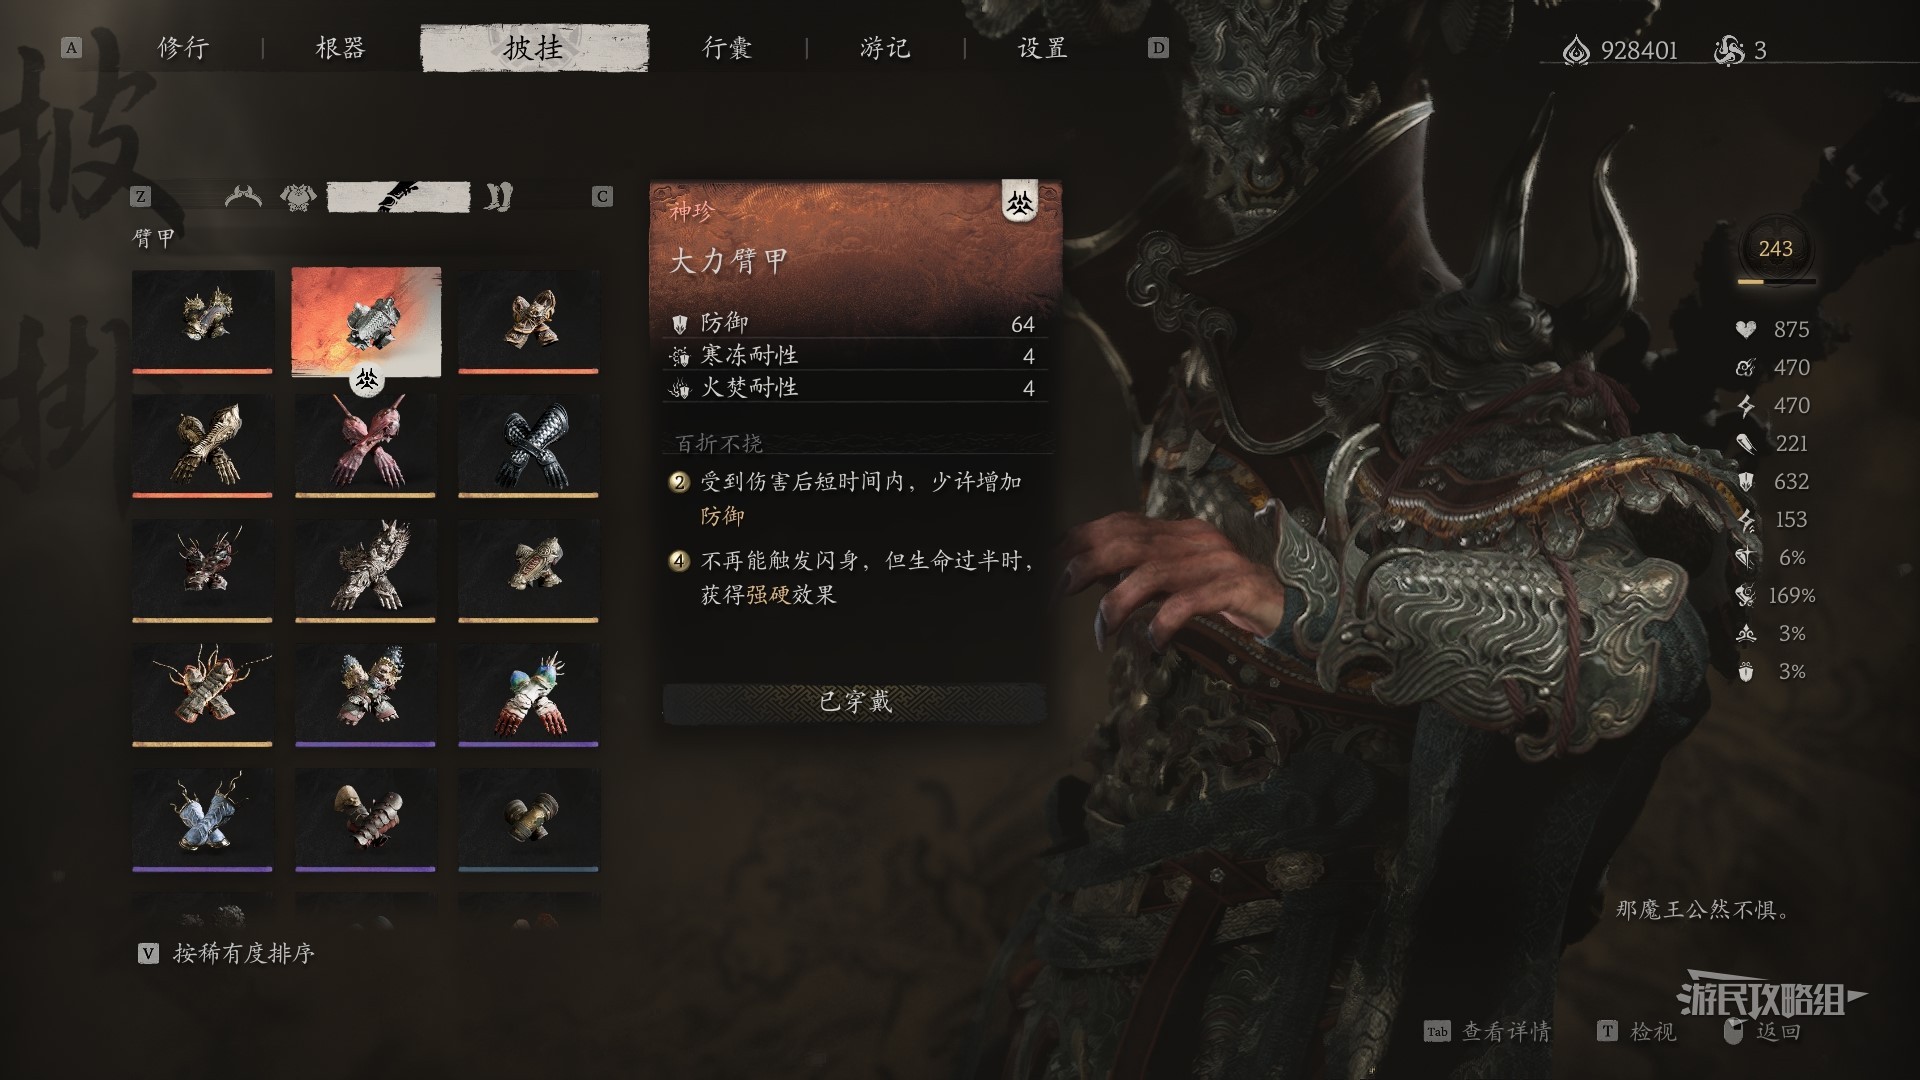 A 修行 根器 披挂 行囊 游记 设置 D 928401 3
披
掛
Z C
臂甲
神珍
大力臂甲
防御 64
寒冻耐性 4
火焚耐性 4
百折不挠
2 受到伤害后短时间内，少许增加
防御
4 不再能触发闪身，但生命过半时，
获得强硬效果
已穿戴
243
875
470
470
221
632
153
6%
169%
3%
3%
那魔王公然不惧。
V 按稀有度排序
游民攻略组
Tab 查看详情 T 检视 返回